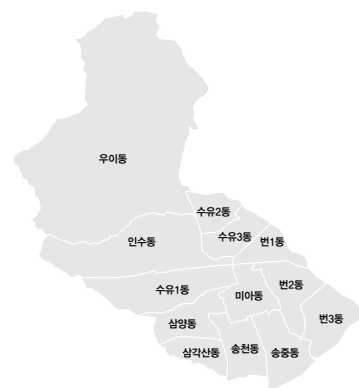 우이동
수유2동
수유3동
인수동
번1동
수유1동
미아동
번2동
삼양동
번3동
삼각산동
송천동
송중동